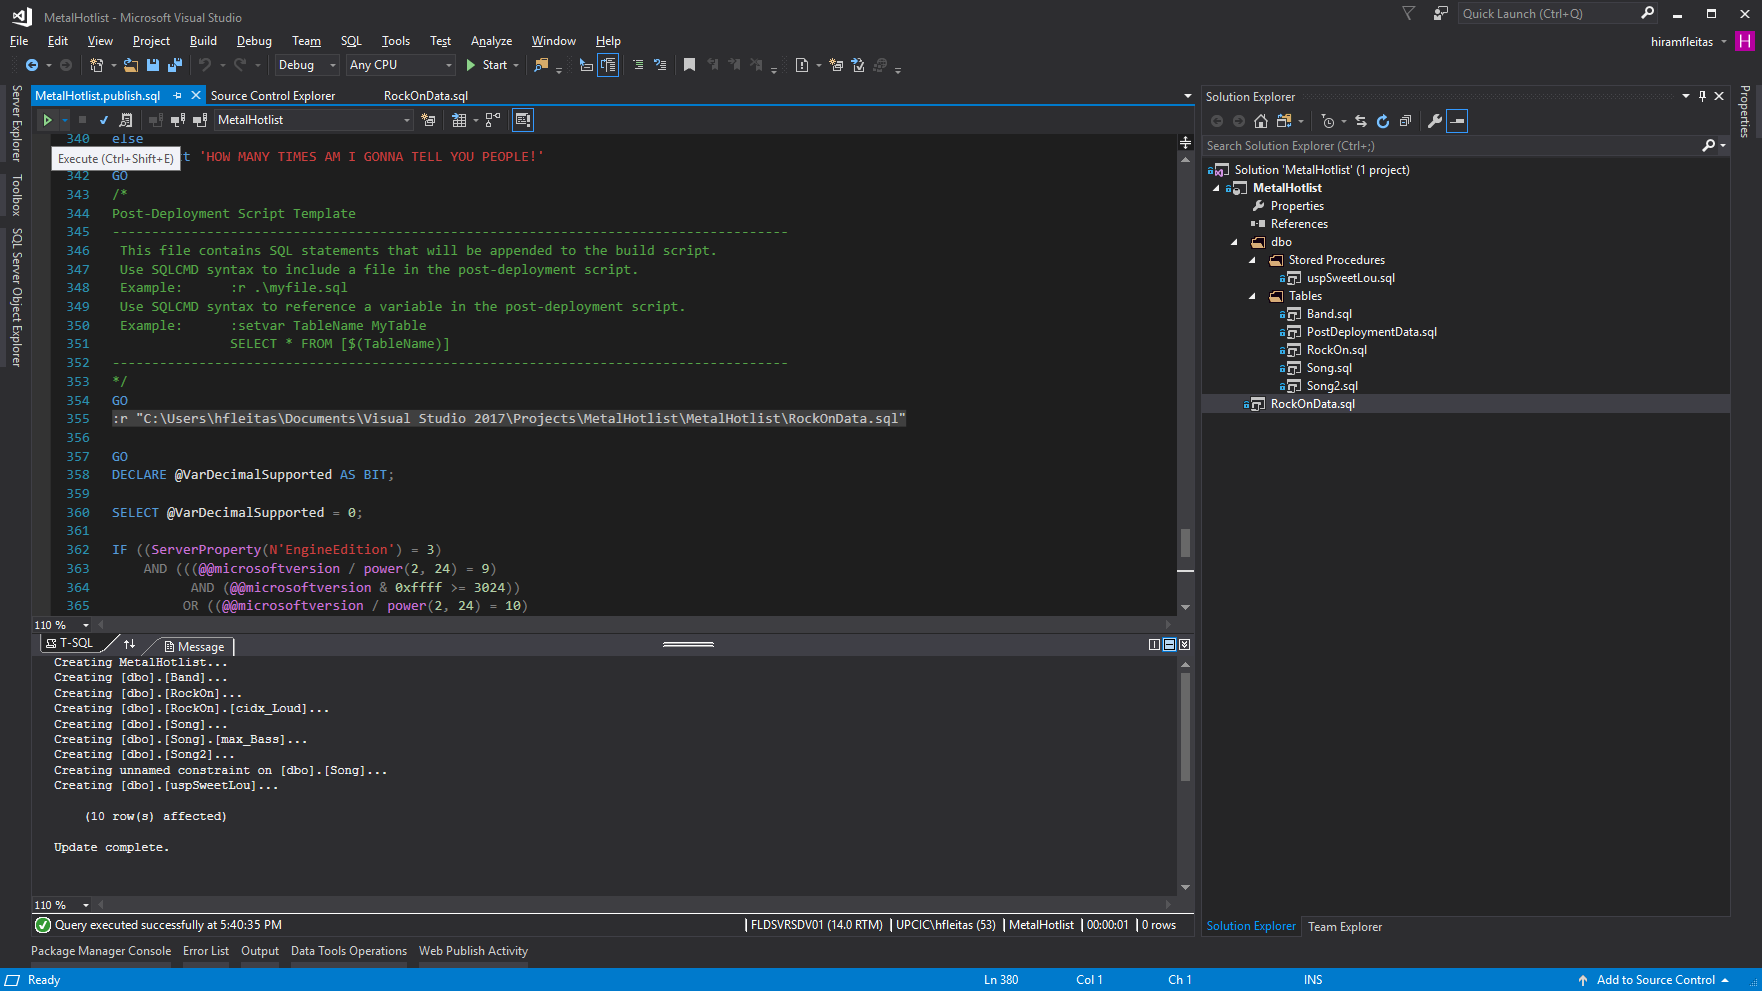 MetalHotlist - Microsoft Visual Studio
Quick Launch (Ctrl+Q)
File Edit View Project Build Debug Team SQL Tools Test Analyze Window Help
hiramfleitas H
Debug Any CPU Start
MetalHotlist.publish.sql Source Control Explorer RockOnData.sql
MetalHotlist
Server Explorer
Toolbox
SQL Server Object Explorer
340 else
Execute (Ctrl+Shift+E)
t 'HOW MANY TIMES AM I GONNA TELL YOU PEOPLE!'
342 GO
343 /*
344 Post-Deployment Script Template
345 --------------------------------------------------------------------------------------
346 This file contains SQL statements that will be appended to the build script.
347 Use SQLCMD syntax to include a file in the post-deployment script.
348 Example: :r .\myfile.sql
349 Use SQLCMD syntax to reference a variable in the post-deployment script.
350 Example: :setvar TableName MyTable
351 SELECT * FROM [$(TableName)]
352 --------------------------------------------------------------------------------------
353 */
354 GO
355 :r "C:\Users\hfleitas\Documents\Visual Studio 2017\Projects\MetalHotlist\MetalHotlist\RockOnData.sql"
356
357 GO
358 DECLARE @VarDecimalSupported AS BIT;
359
360 SELECT @VarDecimalSupported = 0;
361
362 IF ((ServerProperty(N'EngineEdition') = 3)
363 AND (((@@microsoftversion / power(2, 24) = 9)
364 AND (@@microsoftversion & 0xffff >= 3024))
365 OR ((@@microsoftversion / power(2, 24) = 10)
110 %
T-SQL Message
Creating MetalHotlist...
Creating [dbo].[Band]...
Creating [dbo].[RockOn]...
Creating [dbo].[RockOn].[cidx_Loud]...
Creating [dbo].[Song]...
Creating [dbo].[Song].[max_Bass]...
Creating [dbo].[Song2]...
Creating unnamed constraint on [dbo].[Song]...
Creating [dbo].[uspSweetLou]...
(10 row(s) affected)
Update complete.
110 %
Query executed successfully at 5:40:35 PM FLDSVRSDV01 (14.0 RTM) UPCIC\hfleitas (53) MetalHotlist 00:00:01 0 rows
Package Manager Console Error List Output Data Tools Operations Web Publish Activity
Solution Explorer
Search Solution Explorer (Ctrl+;)
Solution 'MetalHotlist' (1 project)
MetalHotlist
Properties
References
dbo
Stored Procedures
uspSweetLou.sql
Tables
Band.sql
PostDeploymentData.sql
RockOn.sql
Song.sql
Song2.sql
RockOnData.sql
Solution Explorer Team Explorer
Properties
Ready Ln 380 Col 1 Ch 1 INS Add to Source Control